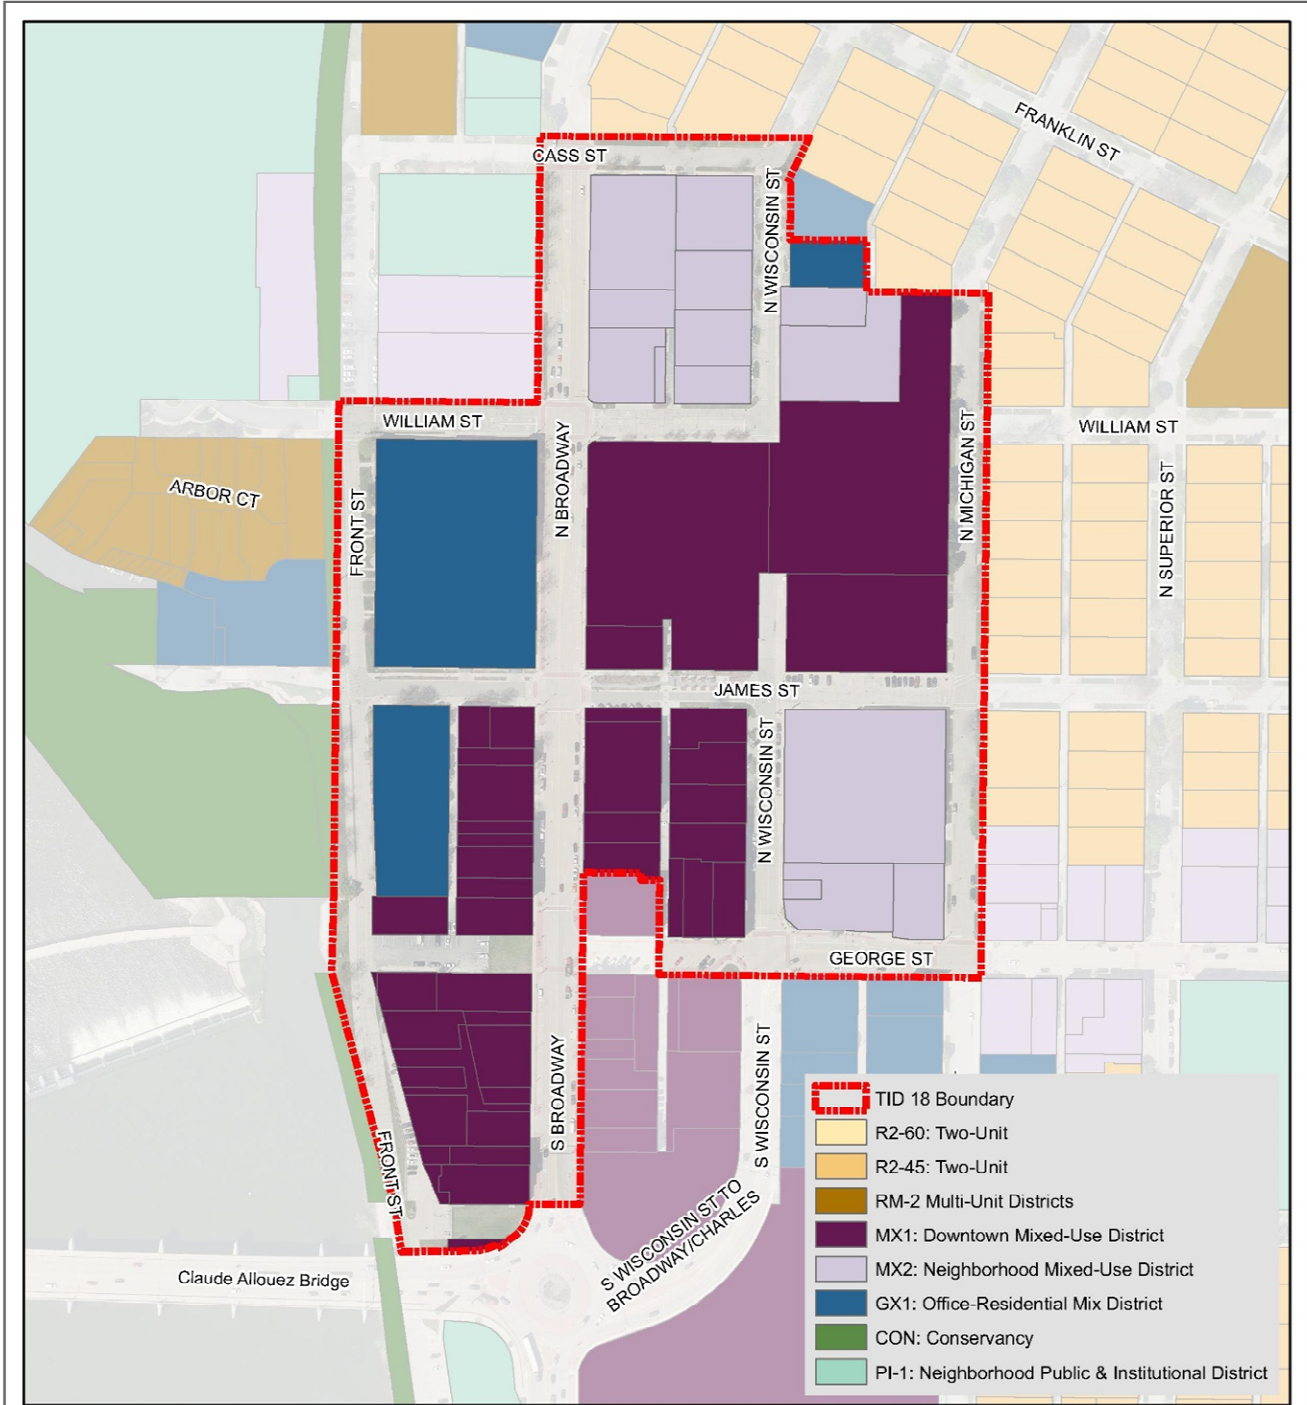 FRANKLIN ST
CASS ST
N WISCONSIN ST
WILLIAM ST
WILLIAM ST
ARBOR CT
FRONT ST
N BROADWAY
N MICHIGAN ST
N SUPERIOR ST
JAMES ST
N WISCONSIN ST
GEORGE ST
S BROADWAY
S WISCONSIN ST
FRONT ST
S WISCONSIN ST TO
BROADWAY/CHARLES
Claude Allouez Bridge
TID 18 Boundary
R2-60: Two-Unit
R2-45: Two-Unit
RM-2 Multi-Unit Districts
MX1: Downtown Mixed-Use District
MX2: Neighborhood Mixed-Use District
GX1: Office-Residential Mix District
CON: Conservancy
PI-1: Neighborhood Public & Institutional District